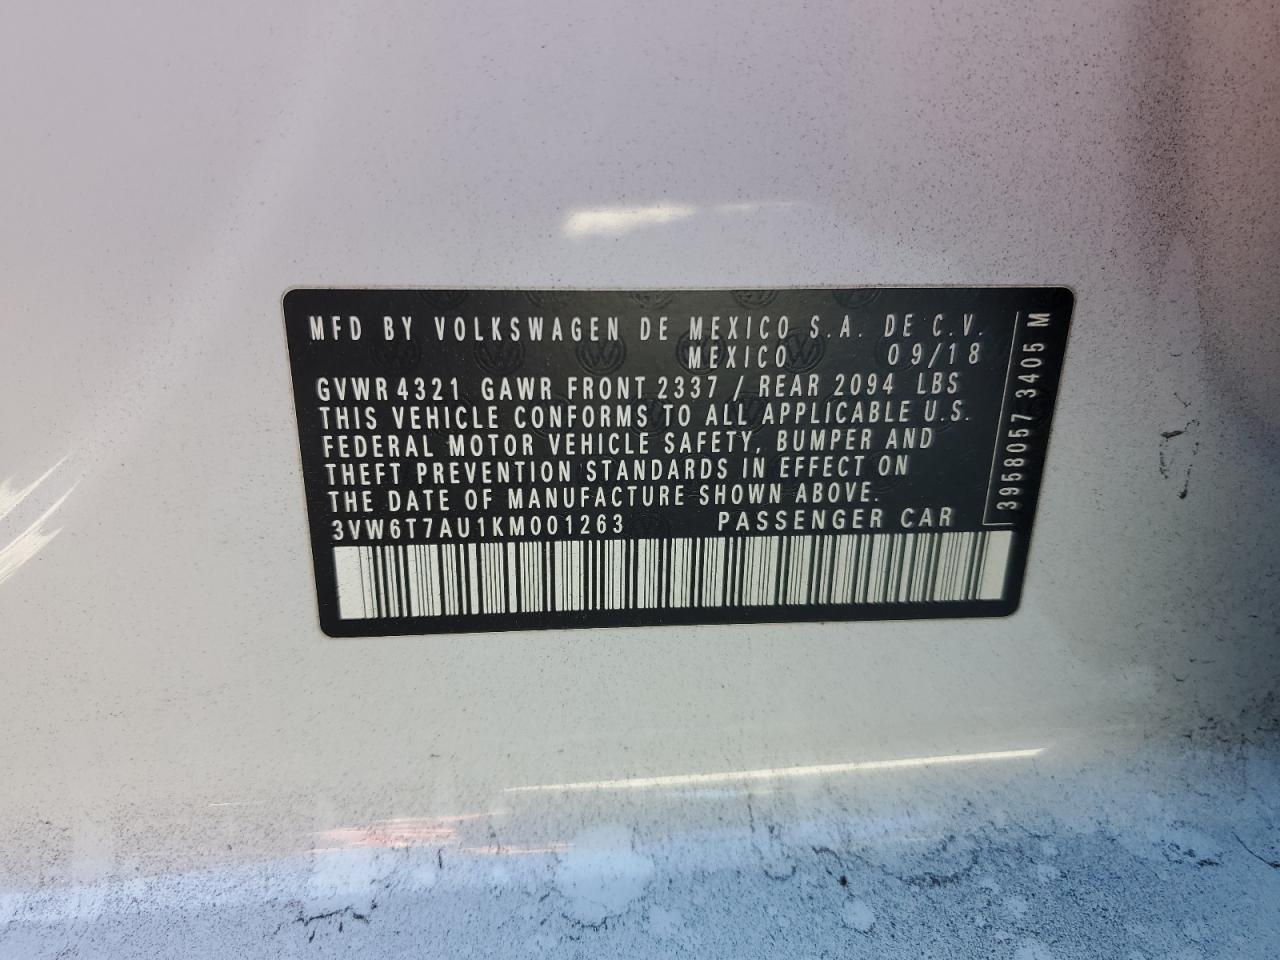 MFD BY VOLKSWAGEN DE MEXICO S.A. DE C.V.
MEXICO 09/18
GVWR 4321 GAWR FRONT 2337 / REAR 2094 LBS
THIS VEHICLE CONFORMS TO ALL APPLICABLE U.S.
FEDERAL MOTOR VEHICLE SAFETY, BUMPER AND
THEFT PREVENTION STANDARDS IN EFFECT ON
THE DATE OF MANUFACTURE SHOWN ABOVE.
3VW6T7AU1KM001263 PASSENGER CAR
3958057 3405 M